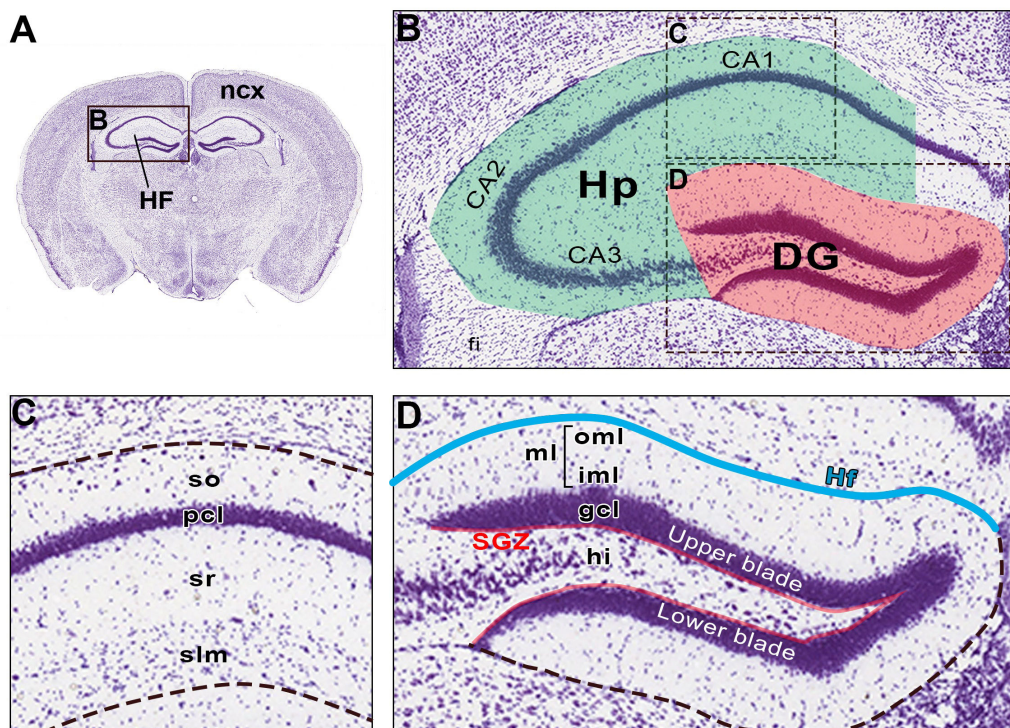 A
ncx
B
HF
B
C
CA1
CA2
Hp
D
CA3
DG
fi
C
so
pcl
sr
slm
D
oml
ml
iml
Hf
gcl
SGZ
hi
Upper blade
Lower blade